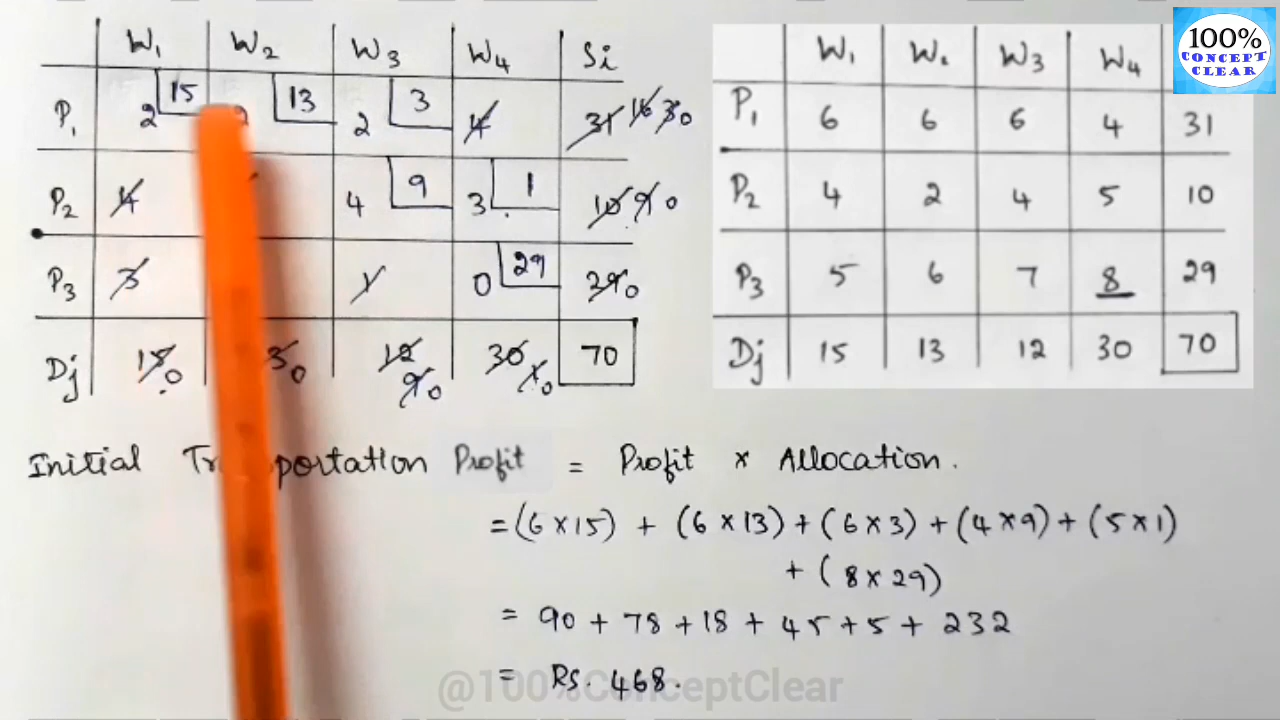 W₁ W₂ W₃ W₄ Si
P₁ 2 15 2 13 2 3 4 31 16 3 0
P₂ 4 4 9 3 1 10 9 0
P₃ 3 1 0 29 29 0
Dj 15 0 3 0 12 9 0 30 1 0 70
W₁ W₂ W₃ W₄
P₁ 6 6 6 4 31
P₂ 4 2 4 5 10
P₃ 5 6 7 8 29
Dj 15 13 12 30 70
100%
CONCEPT
CLEAR
Initial Profit = Profit × Allocation.
= (6 × 15) + (6 × 13) + (6 × 3) + (4 × 9) + (5 × 1)
+ (8 × 29)
= 90 + 78 + 18 + 45 + 5 + 232
= Rs. 468.
@100%ConceptClear